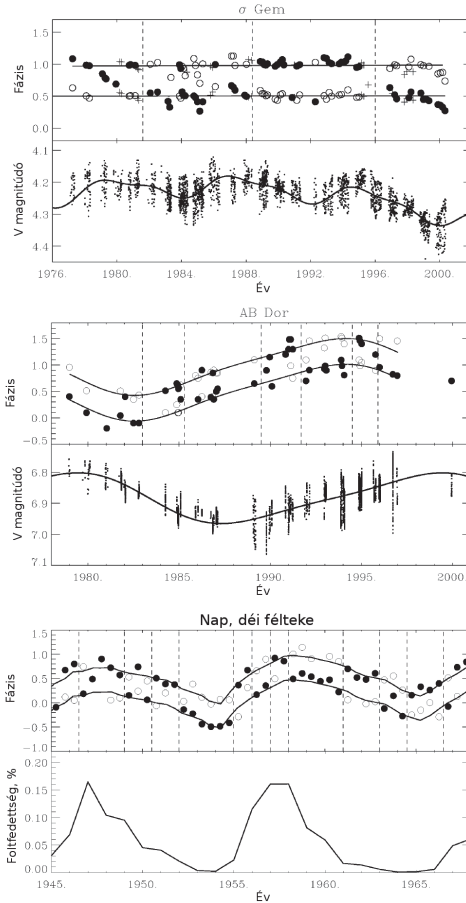 σ Gem
1.5
1.0
0.5
0.0
Fázis
4.1
4.2
4.3
4.4
V magnitúdó
1976. 1980. 1984. 1988. 1992. 1996. 2000.
Év
AB Dor
1.5
1.0
0.5
0.0
−0.5
Fázis
6.8
6.9
7.0
7.1
V magnitúdó
1980. 1985. 1990. 1995. 2000.
Év
Nap, déi félteke
1.5
1.0
0.5
0.0
−0.5
−1.0
Fázis
0.20
0.15
0.10
0.05
0.00
Foltfedettség, %
1945. 1950. 1955. 1960. 1965.
Év